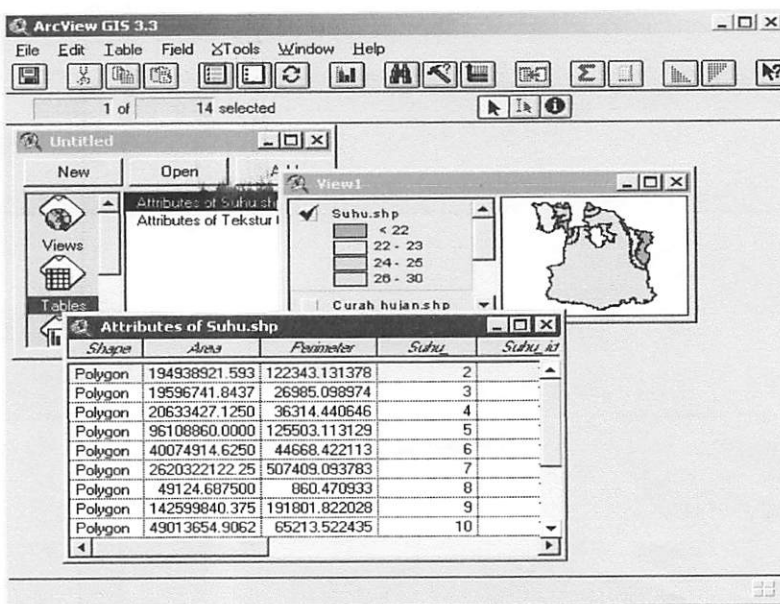 ArcView GIS 3.3
File Edit Table Field XTools Window Help
1 of 14 selected
Untitled
New Open
Attributes of Suhu.sh
Attributes of Tekstur
Views
Tables
View1
Suhu.shp
< 22
22 - 23
24 - 25
26 - 30
Curah hujan.shp
Attributes of Suhu.shp
Shape Area Perimeter Suhu_ Suhu_id
Polygon 194938921.593 122343.131378 2
Polygon 19596741.8437 26985.098974 3
Polygon 20633427.1250 36314.440646 4
Polygon 96108860.0000 125503.113129 5
Polygon 40074914.6250 44668.422113 6
Polygon 2620322122.25 507409.093783 7
Polygon 49124.687500 860.470933 8
Polygon 142599840.375 191801.822028 9
Polygon 49013654.9062 65213.522435 10